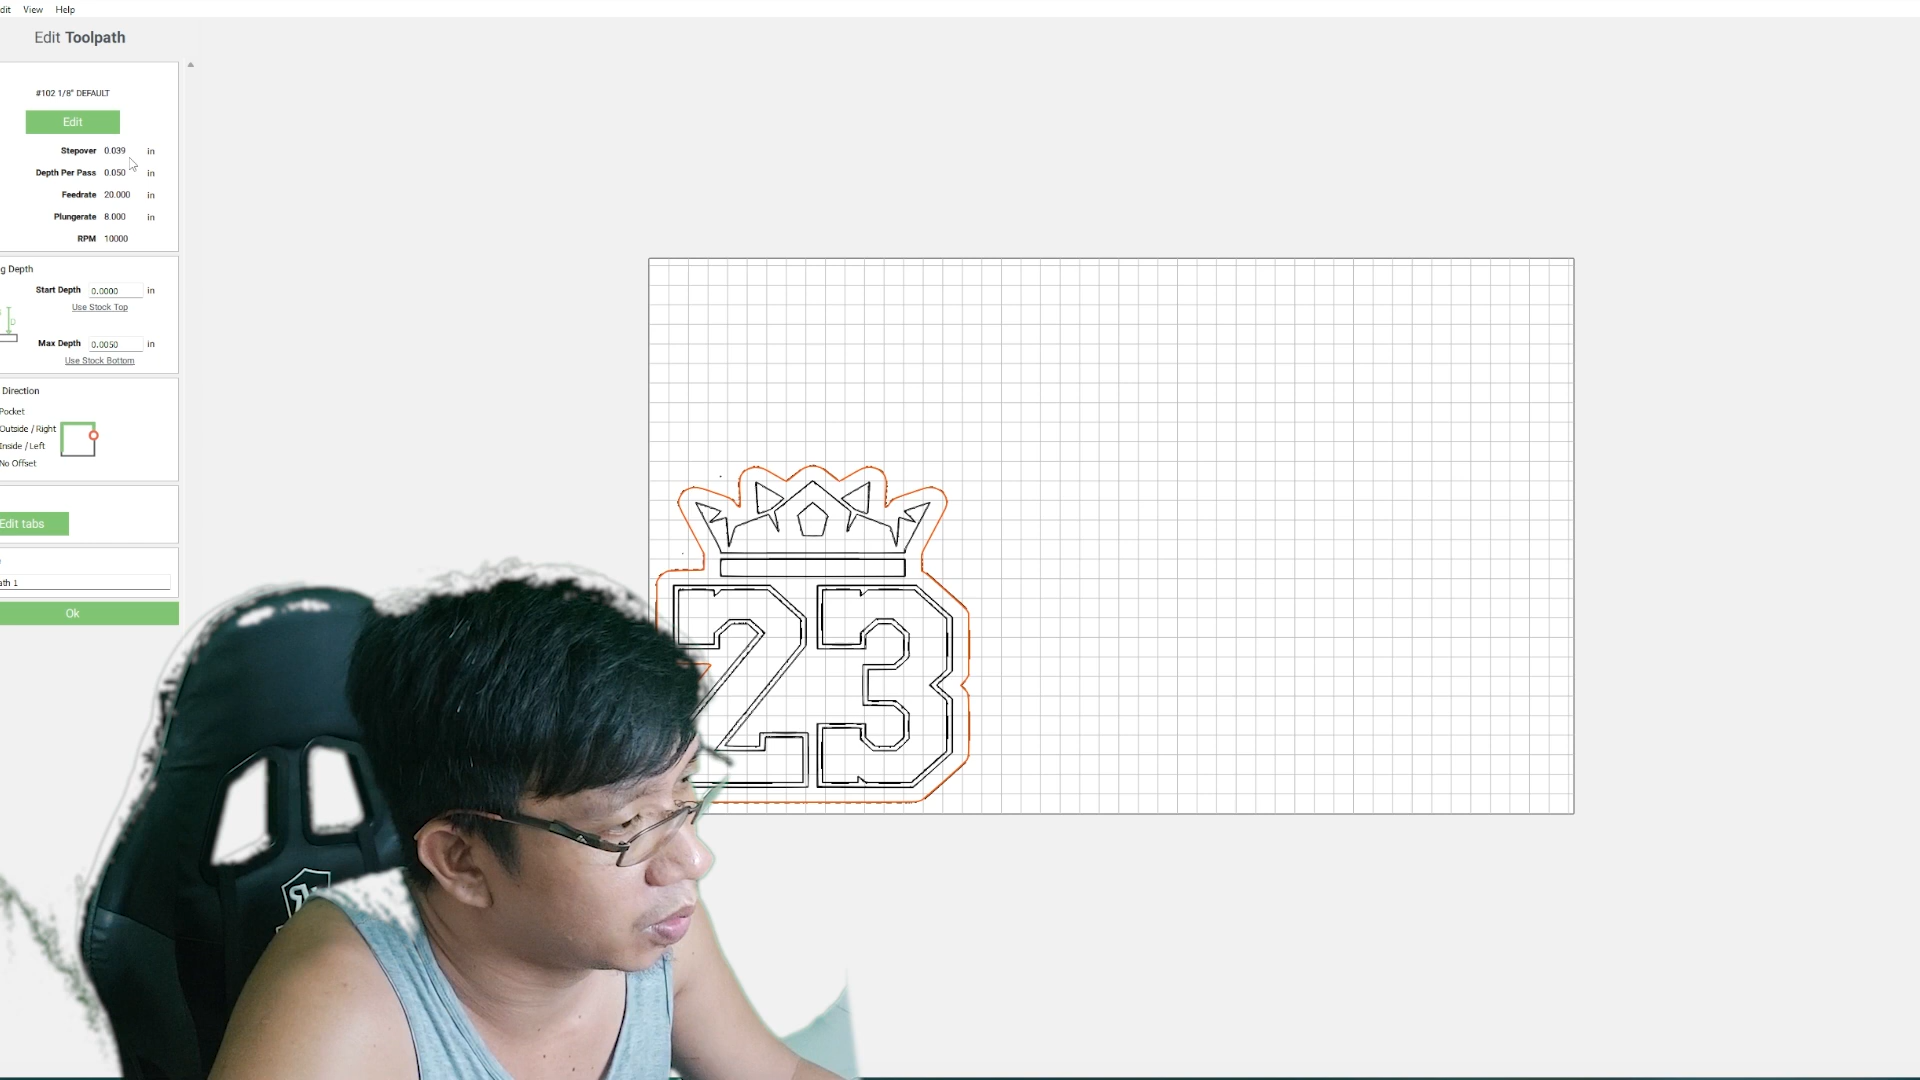 dit View Help
Edit Toolpath
#102 1/8" DEFAULT
Edit
Stepover 0.039 in
Depth Per Pass 0.050 in
Feedrate 20.000 in
Plungerate 8.000 in
RPM 10000
g Depth
Start Depth 0.0000 in
Use Stock Top
Max Depth 0.0050 in
Use Stock Bottom
Direction
Pocket
Outside / Right
Inside / Left
No Offset
Edit tabs
ath 1
Ok
23